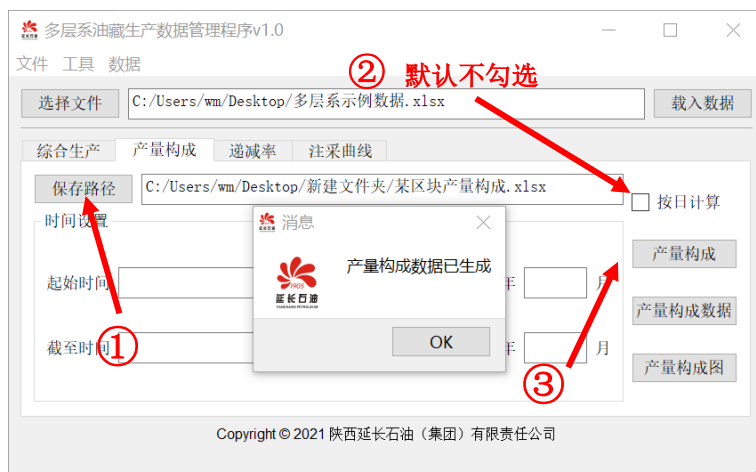 多层系油藏生产数据管理程序v1.0
文件 工具 数据
② 默认不勾选
选择文件 C:/Users/wm/Desktop/多层系示例数据.xlsx 载入数据
综合生产 产量构成 递减率 注采曲线
保存路径 C:/Users/wm/Desktop/新建文件夹/某区块产量构成.xlsx
按日计算
时间设置
消息
产量构成数据已生成
1905
延长石油
OK
产量构成
起始时间 年 月
产量构成数据
①
截至时间 年 月
③
产量构成图
Copyright © 2021 陕西延长石油（集团）有限责任公司